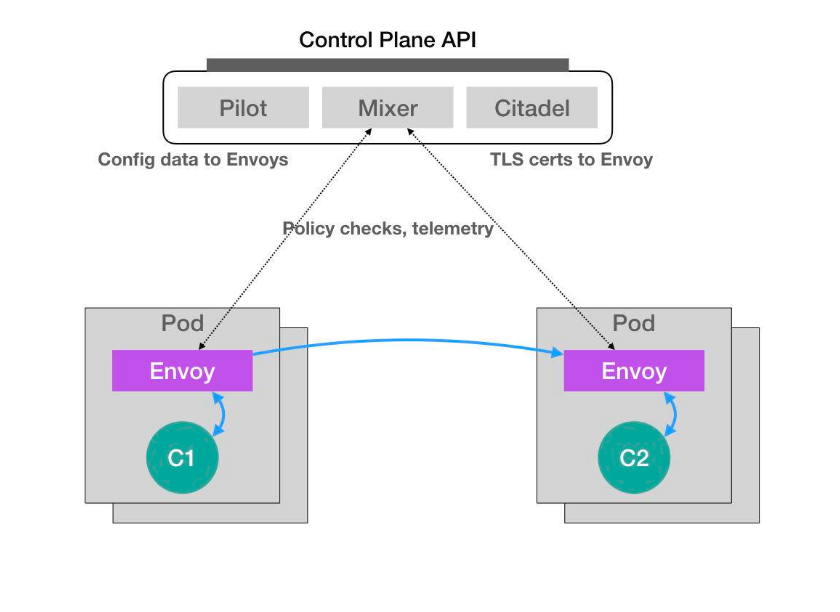 Control Plane API
Pilot
Mixer
Citadel
Config data to Envoys
TLS certs to Envoy
Policy checks, telemetry
Pod
Pod
Envoy
Envoy
C1
C2